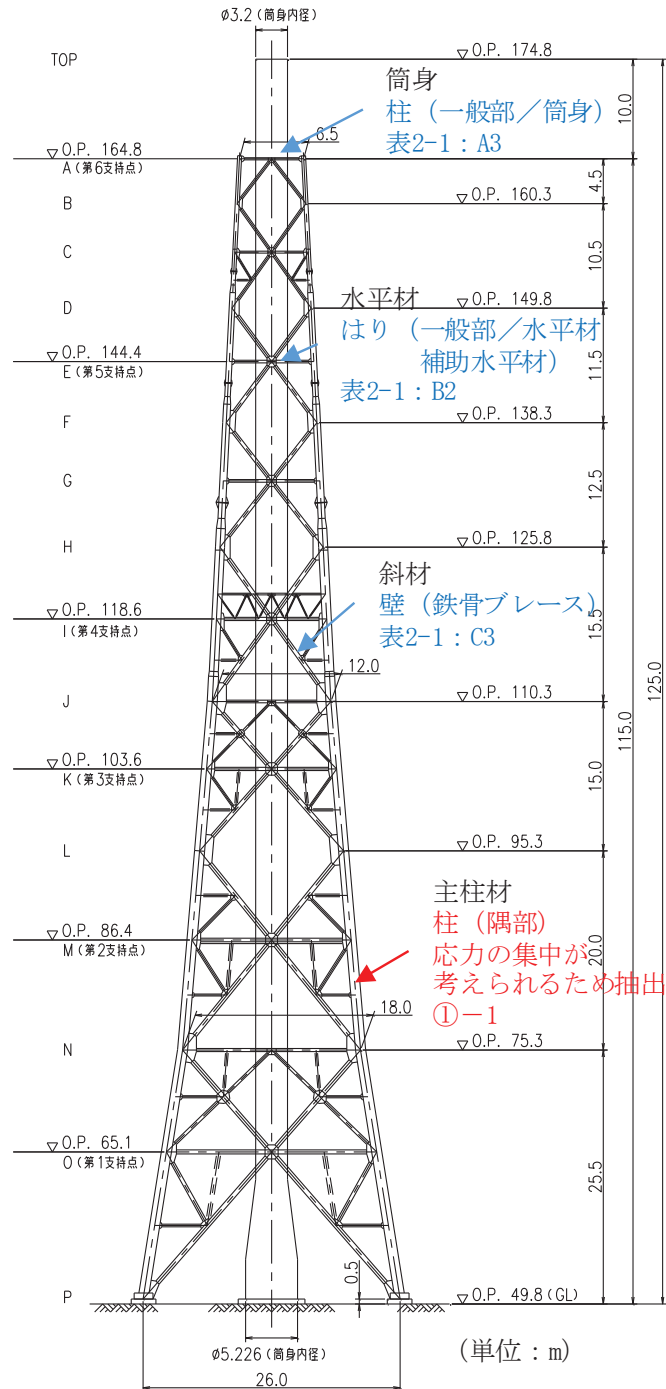 φ3.2（筒身内径）
TOP
▽O.P. 174.8
筒身
柱（一般部／筒身）
表2-1：A3
10.0
6.5
▽O.P. 164.8
A（第6支持点）
4.5
B
▽O.P. 160.3
C
10.5
水平材
はり（一般部／水平材
補助水平材）
表2-1：B2
D
▽O.P. 149.8
▽O.P. 144.4
E（第5支持点）
11.5
F
▽O.P. 138.3
G
12.5
H
▽O.P. 125.8
斜材
壁（鉄骨ブレース）
表2-1：C3
▽O.P. 118.6
I（第4支持点）
15.5
12.0
J
▽O.P. 110.3
115.0
125.0
▽O.P. 103.6
K（第3支持点）
15.0
L
▽O.P. 95.3
主柱材
柱（隅部）
応力の集中が
考えられるため抽出
①－1
▽O.P. 86.4
M（第2支持点）
20.0
18.0
N
▽O.P. 75.3
▽O.P. 65.1
O（第1支持点）
25.5
0.5
P
▽O.P. 49.8（GL）
φ5.226（筒身内径）
（単位：m）
26.0